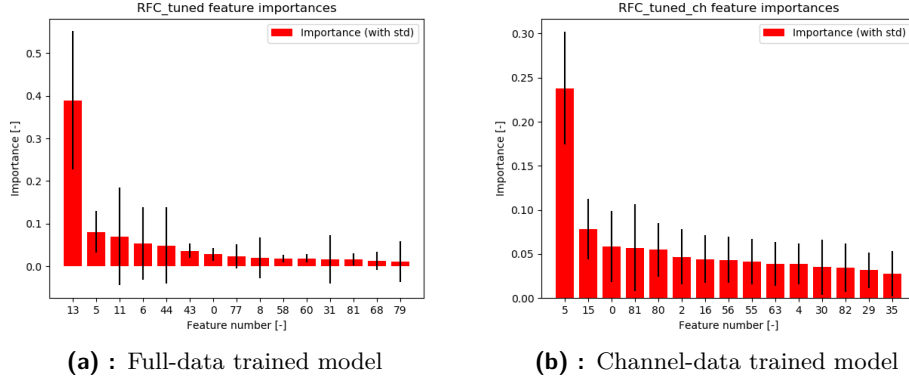 RFC_tuned feature importances
Importance (with std)
0.5
0.4
0.3
0.2
0.1
0.0
Importance [-]
13 5 11 6 44 43 0 77 8 58 60 31 81 68 79
Feature number [-]
(a) : Full-data trained model
RFC_tuned_ch feature importances
Importance (with std)
0.30
0.25
0.20
0.15
0.10
0.05
0.00
Importance [-]
5 15 0 81 80 2 16 56 55 63 4 30 82 29 35
Feature number [-]
(b) : Channel-data trained model